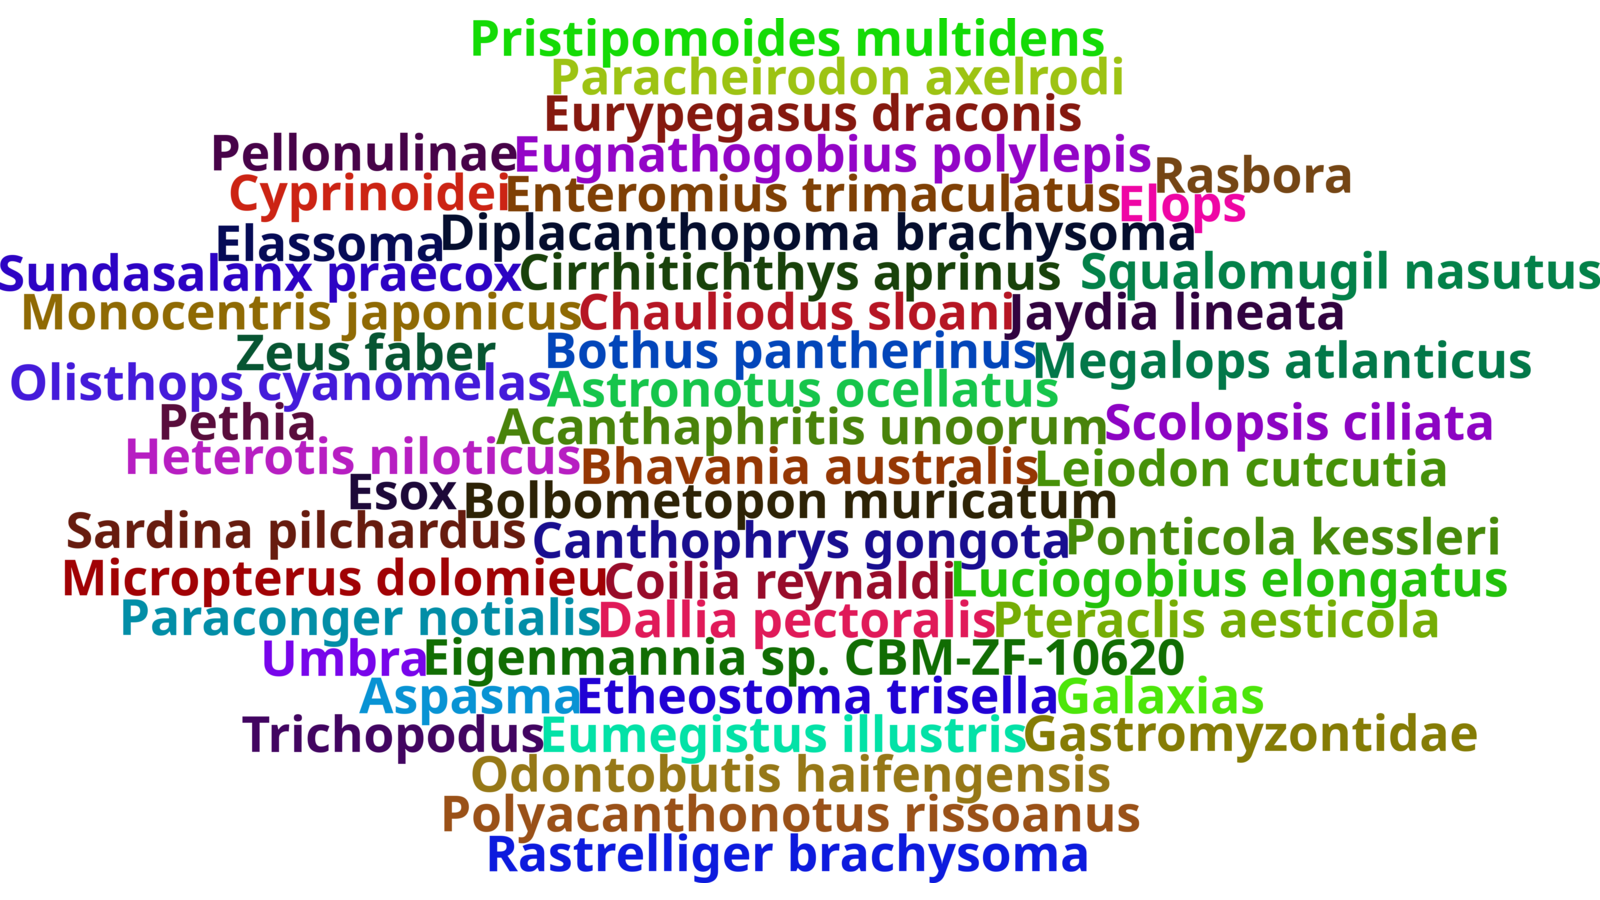 Pristipomoides multidens
Paracheirodon axelrodi
Eurypegasus draconis
Pellonulinae Eugnathogobius polylepis Rasbora
Cyprinoidei Enteromius trimaculatus Elops
Elassoma Diplacanthopoma brachysoma
Sundasalanx praecox Cirrhitichthys aprinus Squalomugil nasutus
Monocentris japonicus Chauliodus sloani Jaydia lineata
Zeus faber Bothus pantherinus Megalops atlanticus
Olisthops cyanomelas Astronotus ocellatus
Pethia Acanthaphritis unoorum Scolopsis ciliata
Heterotis niloticus Bhavania australis Leiodon cutcutia
Esox Bolbometopon muricatum
Sardina pilchardus Canthophrys gongota Ponticola kessleri
Micropterus dolomieu Coilia reynaldi Luciogobius elongatus
Paraconger notialis Dallia pectoralis Pteraclis aesticola
Umbra Eigenmannia sp. CBM-ZF-10620
Aspasma Etheostoma trisella Galaxias
Trichopodus Eumegistus illustris Gastromyzontidae
Odontobutis haifengensis
Polyacanthonotus rissoanus
Rastrelliger brachysoma